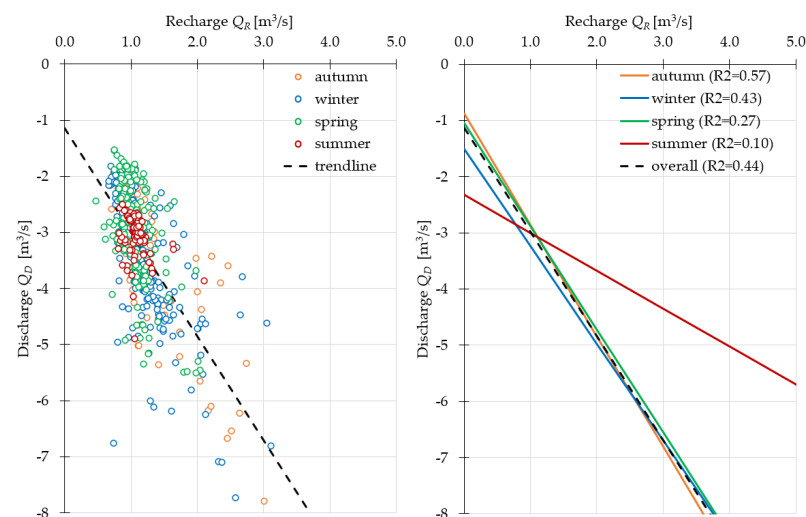 Recharge Q_R [m³/s]
0.0 1.0 2.0 3.0 4.0 5.0
0
-1
-2
-3
-4
-5
-6
-7
-8
Discharge Q_D [m³/s]
autumn
winter
spring
summer
trendline
Recharge Q_R [m³/s]
0.0 1.0 2.0 3.0 4.0 5.0
0
-1
-2
-3
-4
-5
-6
-7
-8
Discharge Q_D [m³/s]
autumn (R2=0.57)
winter (R2=0.43)
spring (R2=0.27)
summer (R2=0.10)
overall (R2=0.44)